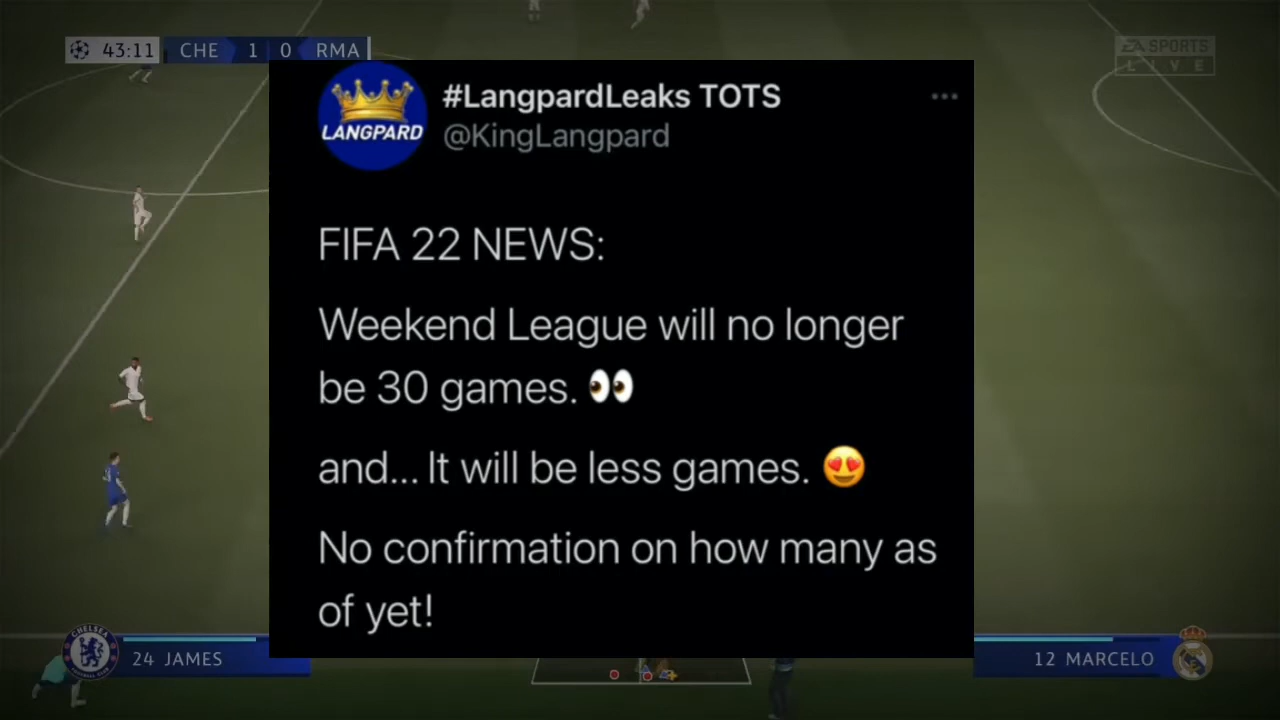 43:11 CHE 1 0 RMA
EA SPORTS
LIVE
LANGPARD
#LangpardLeaks TOTS
@KingLangpard
FIFA 22 NEWS:
Weekend League will no longer
be 30 games. 👀
and... It will be less games. 😍
No confirmation on how many as
of yet!
CHELSEA
24 JAMES
12 MARCELO